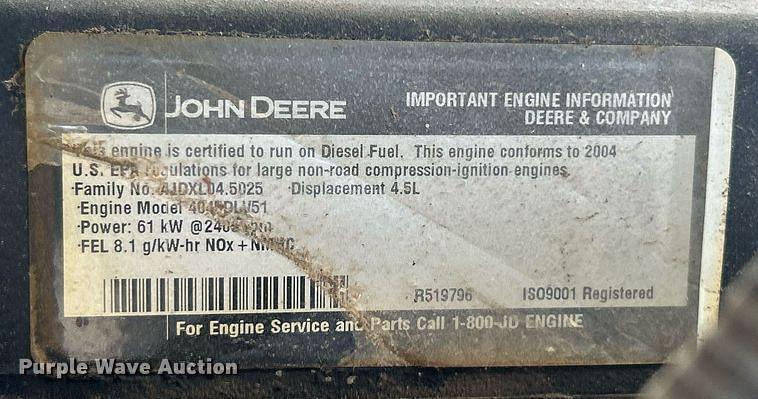 JOHN DEERE
IMPORTANT ENGINE INFORMATION
DEERE & COMPANY
engine is certified to run on Diesel Fuel. This engine conforms to 2004
U.S. EPA regulations for large non-road compression-ignition engines.
·Family No. Displacement 4.5L
·Engine Model
·Power: 61 kW
·FEL 8.1 g/kW-hr NOx +
R519796 ISO9001 Registered
For Engine Service and Parts Call 1-800-JD ENGINE
Purple Wave Auction